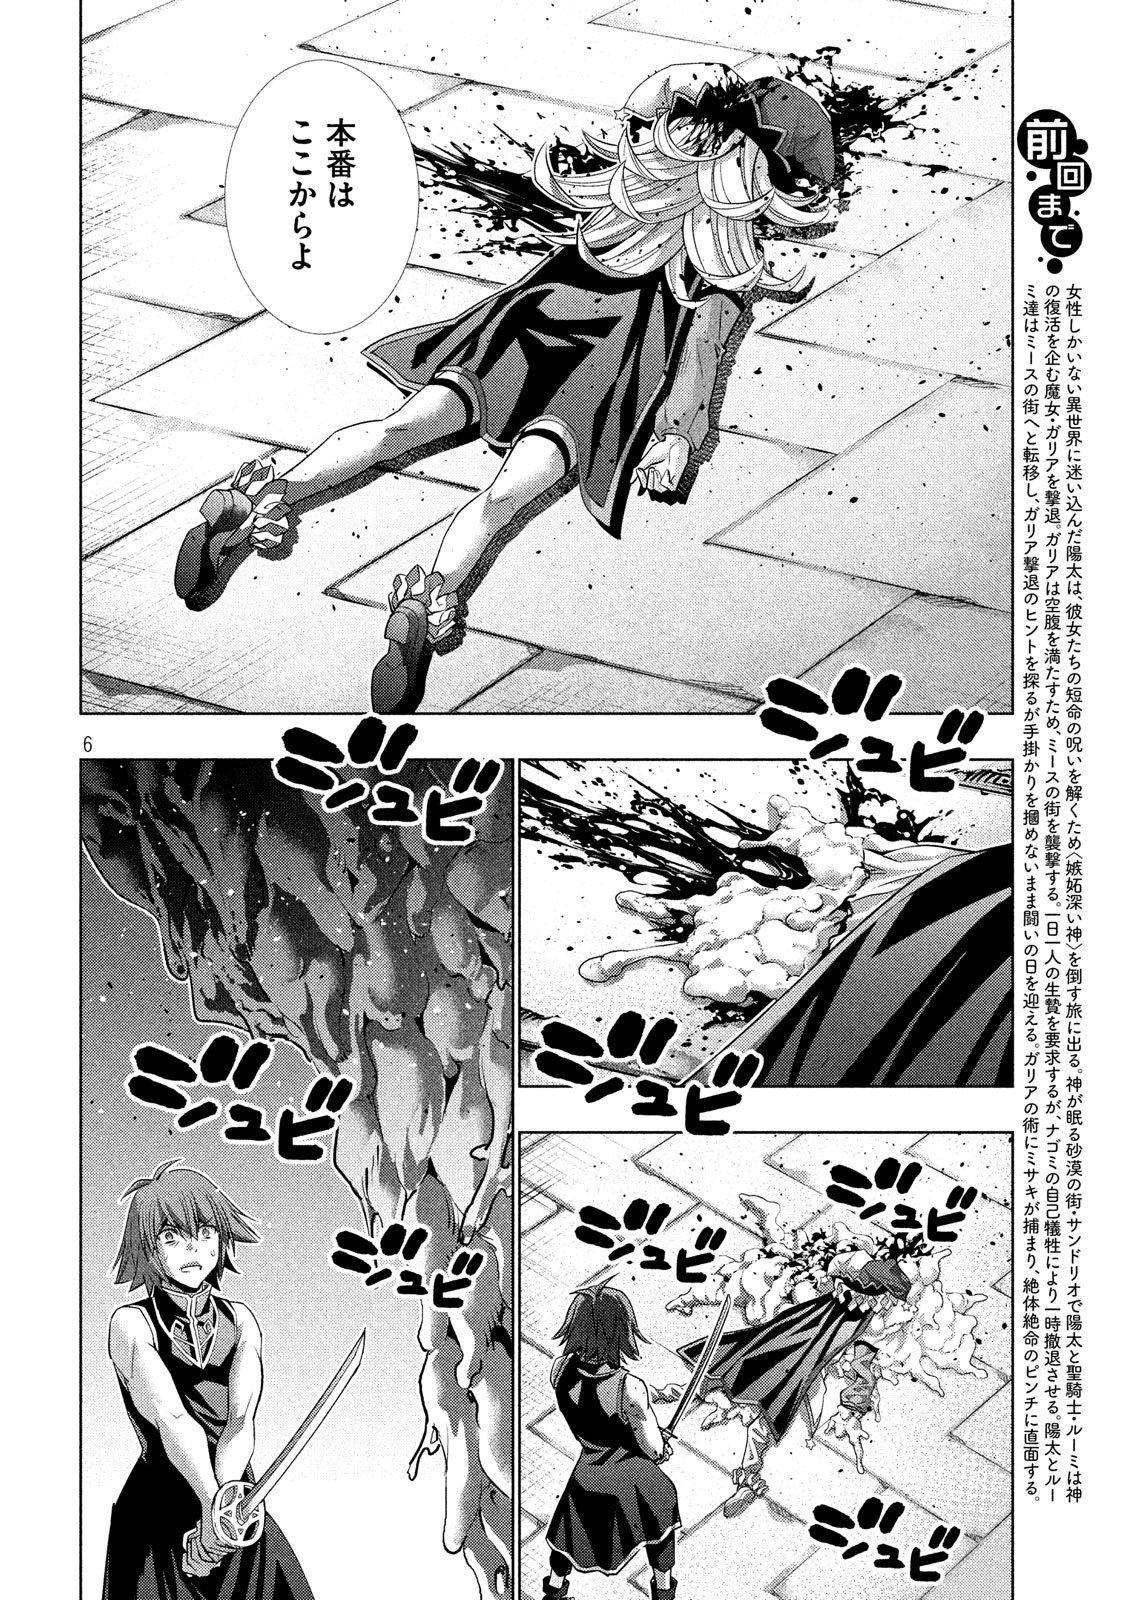 前回まで
女性しかいない異世界に迷い込んだ陽太は、彼女たちの短命の呪いを解くため〈嫉妬深い神〉を倒す旅に出る。神が眠る砂漠の街・サンドリオで陽太と聖騎士・ルーミは神
の復活を企む魔女・ガリアを撃退。ガリアは空腹を満たすため、ミースの街を襲撃する。一日一人の生贄を要求するが、ナゴミの自己犠牲により一時撤退させる。陽太とルー
ミ達はミースの街へと転移し、ガリア撃退のヒントを探るが手掛かりを摑めないまま闘いの日を迎える。ガリアの術にミサキが捕まり、絶体絶命のピンチに直面する。
本番は
ここからよ
6
ジュビ
ジュビ
ジュビ
ジュビ
ジュビ
ジュビ
ジュビ
ジュビ